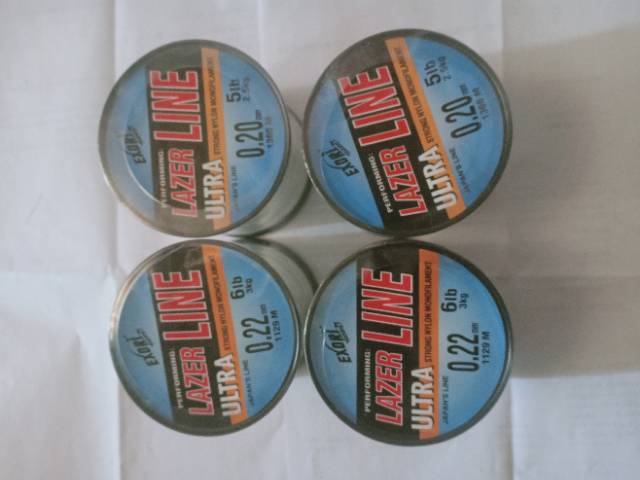 EXORI
PERFORMING
LAZER LINE
ULTRA STRONG NYLON MONOFILAMENT
JAPAN'S LINE
0,20 mm
5lb
2.5kg
EXORI
PERFORMING
LAZER LINE
ULTRA STRONG NYLON MONOFILAMENT
JAPAN'S LINE
0,20 mm
5lb
2.5kg
EXORI
PERFORMING
LAZER LINE
ULTRA STRONG NYLON MONOFILAMENT
JAPAN'S LINE
0,22 mm
1129 M
6lb
3kg
EXORI
PERFORMING
LAZER LINE
ULTRA STRONG NYLON MONOFILAMENT
JAPAN'S LINE
0,22 mm
1129 M
6lb
3kg